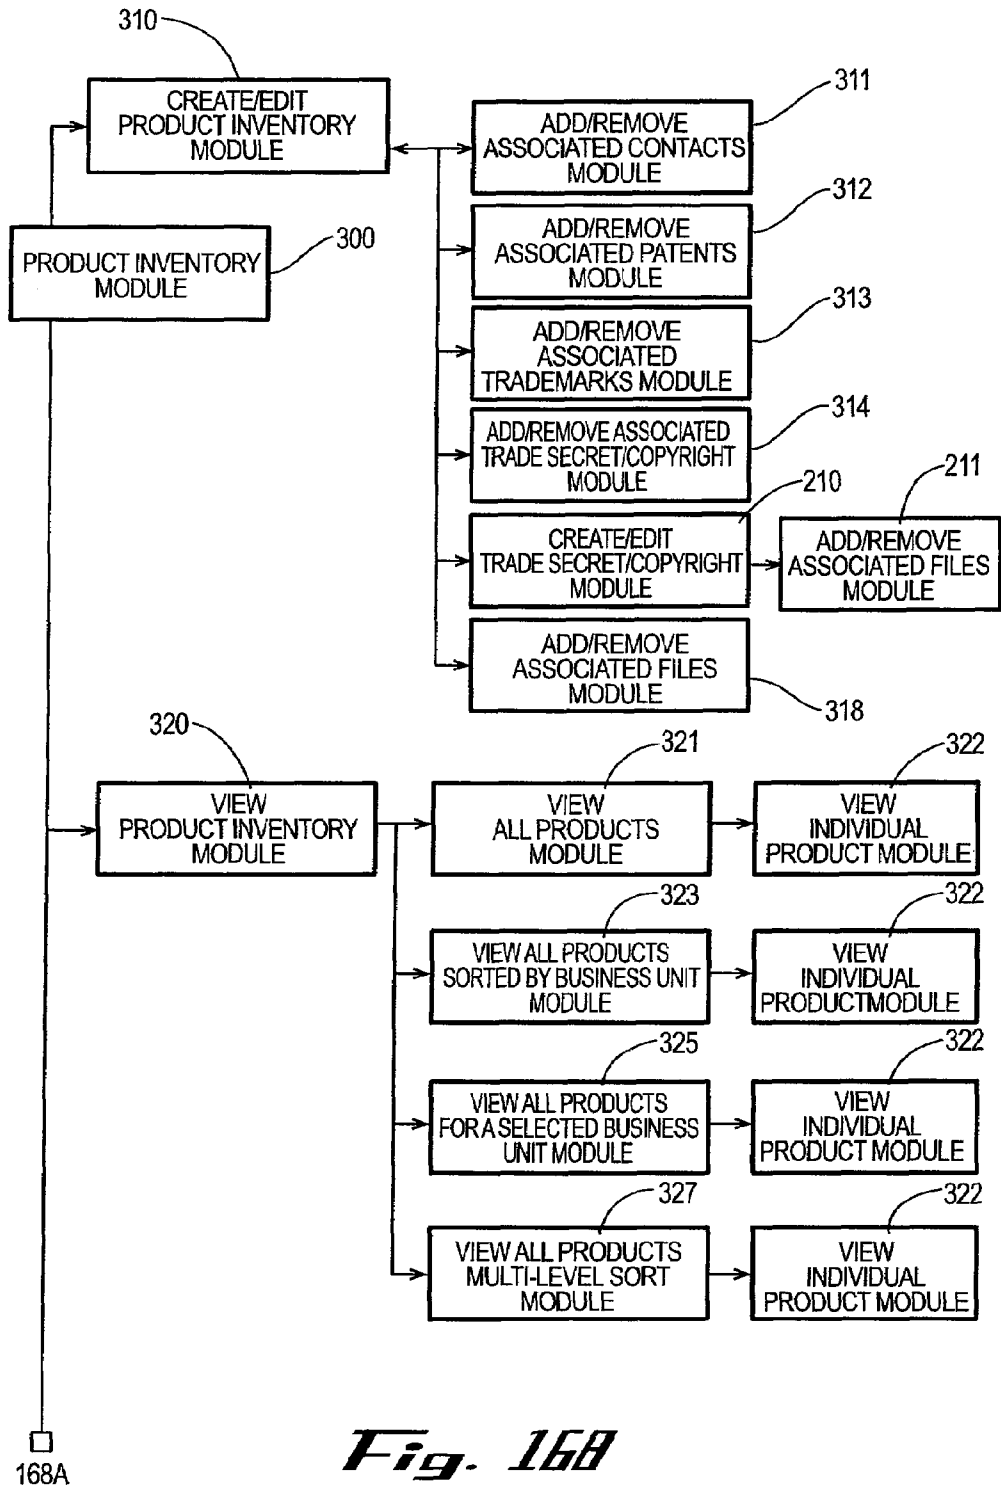 310
CREATE/EDIT
PRODUCT INVENTORY
MODULE
300
PRODUCT INVENTORY
MODULE
311
ADD/REMOVE
ASSOCIATED CONTACTS
MODULE
312
ADD/REMOVE
ASSOCIATED PATENTS
MODULE
313
ADD/REMOVE
ASSOCIATED
TRADEMARKS MODULE
314
ADD/REMOVE ASSOCIATED
TRADE SECRET/COPYRIGHT
MODULE
210
CREATE/EDIT
TRADE SECRET/COPYRIGHT
MODULE
211
ADD/REMOVE
ASSOCIATED FILES
MODULE
ADD/REMOVE
ASSOCIATED FILES
MODULE
318
320
VIEW
PRODUCT INVENTORY
MODULE
321
VIEW
ALL PRODUCTS
MODULE
322
VIEW
INDIVIDUAL
PRODUCT MODULE
323
VIEW ALL PRODUCTS
SORTED BY BUSINESS UNIT
MODULE
322
VIEW
INDIVIDUAL
PRODUCTMODULE
325
VIEW ALL PRODUCTS
FOR A SELECTED BUSINESS
UNIT MODULE
322
VIEW
INDIVIDUAL
PRODUCT MODULE
327
VIEW ALL PRODUCTS
MULTI-LEVEL SORT
MODULE
322
VIEW
INDIVIDUAL
PRODUCT MODULE
168A
Fig. 168